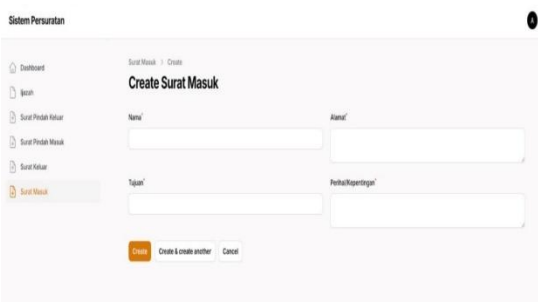 Sistem Persuratan
A
Dashboard
Ijazah
Surat Pindah Keluar
Surat Pindah Masuk
Surat Keluar
Surat Masuk
Surat Masuk > Create
Create Surat Masuk
Nama*
Alamat*
Tujuan*
Perihal/Kepentingan*
Create
Create & create another
Cancel